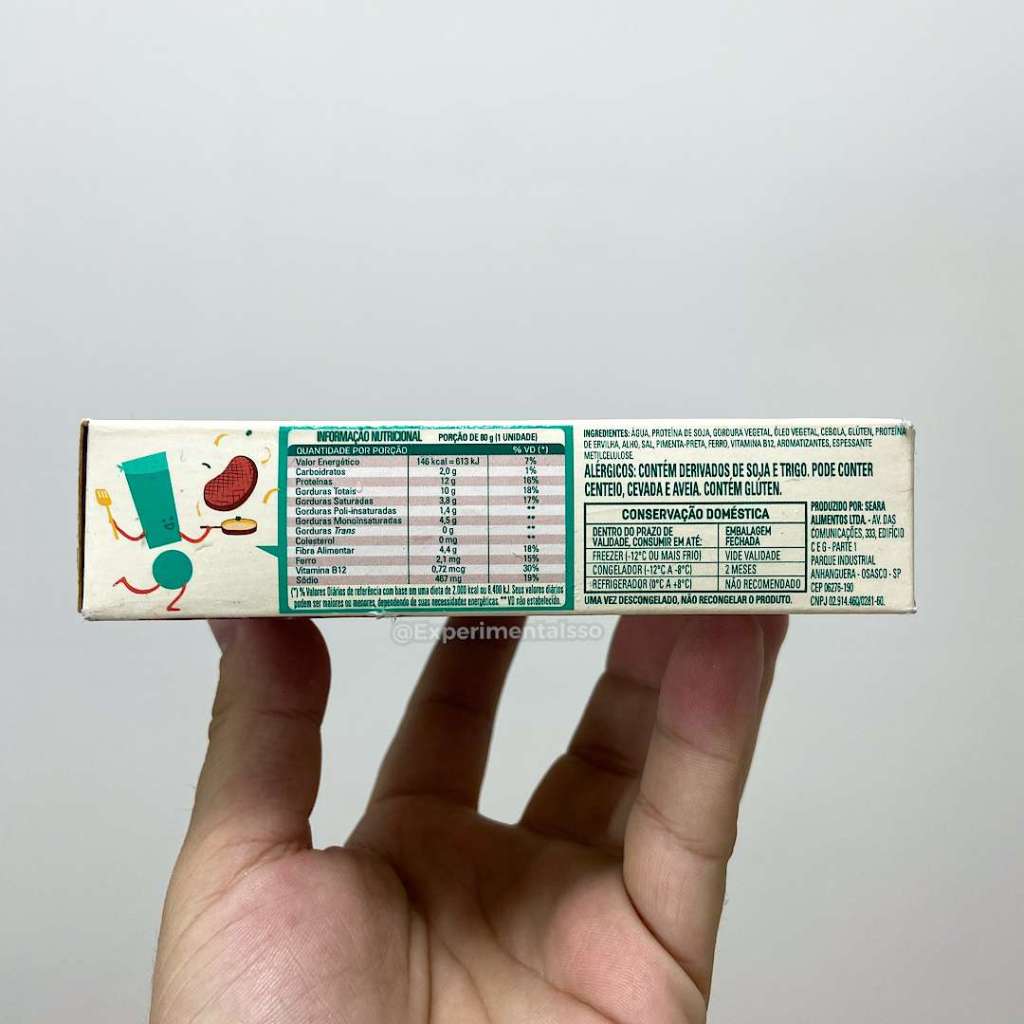 INFORMAÇÃO NUTRICIONAL PORÇÃO DE 80 g (1 UNIDADE)
QUANTIDADE POR PORÇÃO % VD (*)
Valor Energético 146 kcal = 613 kJ 7%
Carboidratos 2,0 g 1%
Proteínas 12 g 16%
Gorduras Totais 10 g 18%
Gorduras Saturadas 3,8 g 17%
Gorduras Poli-insaturadas 1,4 g **
Gorduras Monoinsaturadas 4,5 g **
Gorduras Trans 0 g **
Colesterol 0 mg **
Fibra Alimentar 4,4 g 18%
Ferro 2,1 mg 15%
Vitamina B12 0,72 mcg 30%
Sódio 467 mg 19%
(*) % Valores Diários de referência com base em uma dieta de 2.000 kcal ou 8.400 kJ. Seus valores diários
podem ser maiores ou menores, dependendo de suas necessidades energéticas. ** VD não estabelecido.
INGREDIENTES: ÁGUA, PROTEÍNA DE SOJA, GORDURA VEGETAL, ÓLEO VEGETAL, CEBOLA, GLÚTEN, PROTEÍNA
DE ERVILHA, ALHO, SAL, PIMENTA-PRETA, FERRO, VITAMINA B12, AROMATIZANTES, ESPESSANTE
METILCELULOSE.
ALÉRGICOS: CONTÉM DERIVADOS DE SOJA E TRIGO. PODE CONTER
CENTEIO, CEVADA E AVEIA. CONTÉM GLÚTEN.
CONSERVAÇÃO DOMÉSTICA
DENTRO DO PRAZO DE
VALIDADE, CONSUMIR EM ATÉ:
EMBALAGEM
FECHADA
FREEZER (-12°C OU MAIS FRIO) VIDE VALIDADE
CONGELADOR (-12°C A -8°C) 2 MESES
REFRIGERADOR (0°C A +8°C) NÃO RECOMENDADO
UMA VEZ DESCONGELADO, NÃO RECONGELAR O PRODUTO.
PRODUZIDO POR: SEARA
ALIMENTOS LTDA. - AV. DAS
COMUNICAÇÕES, 333, EDIFÍCIO
C E G - PARTE 1
PARQUE INDUSTRIAL
ANHANGUERA - OSASCO - SP
CEP 06276-190
CNPJ 02.914.460/0281-60.
@ExperimentaIsso